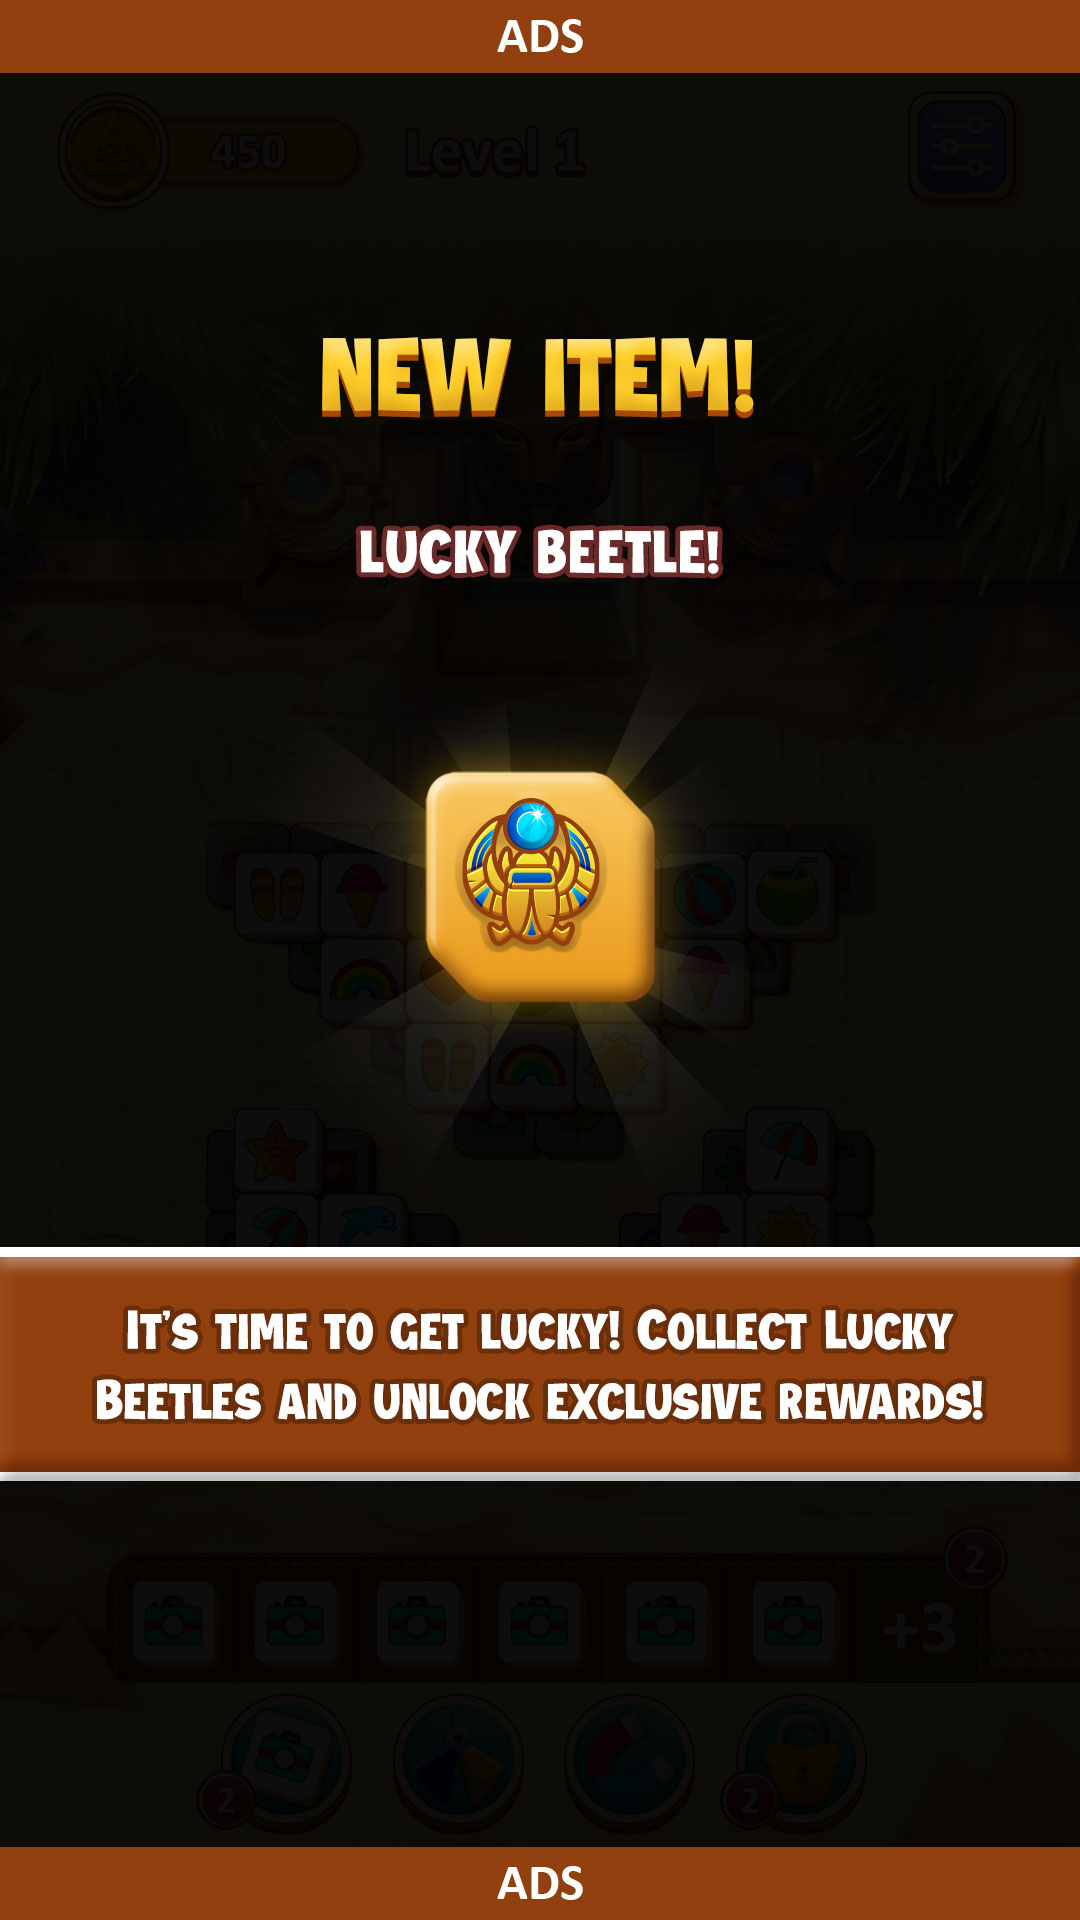 ADS
450
Level 1
NEW ITEM!
LUCKY BEETLE!
IT'S TIME TO GET LUCKY! COLLECT LUCKY
BEETLES AND UNLOCK EXCLUSIVE REWARDS!
2
+3
2
2
ADS